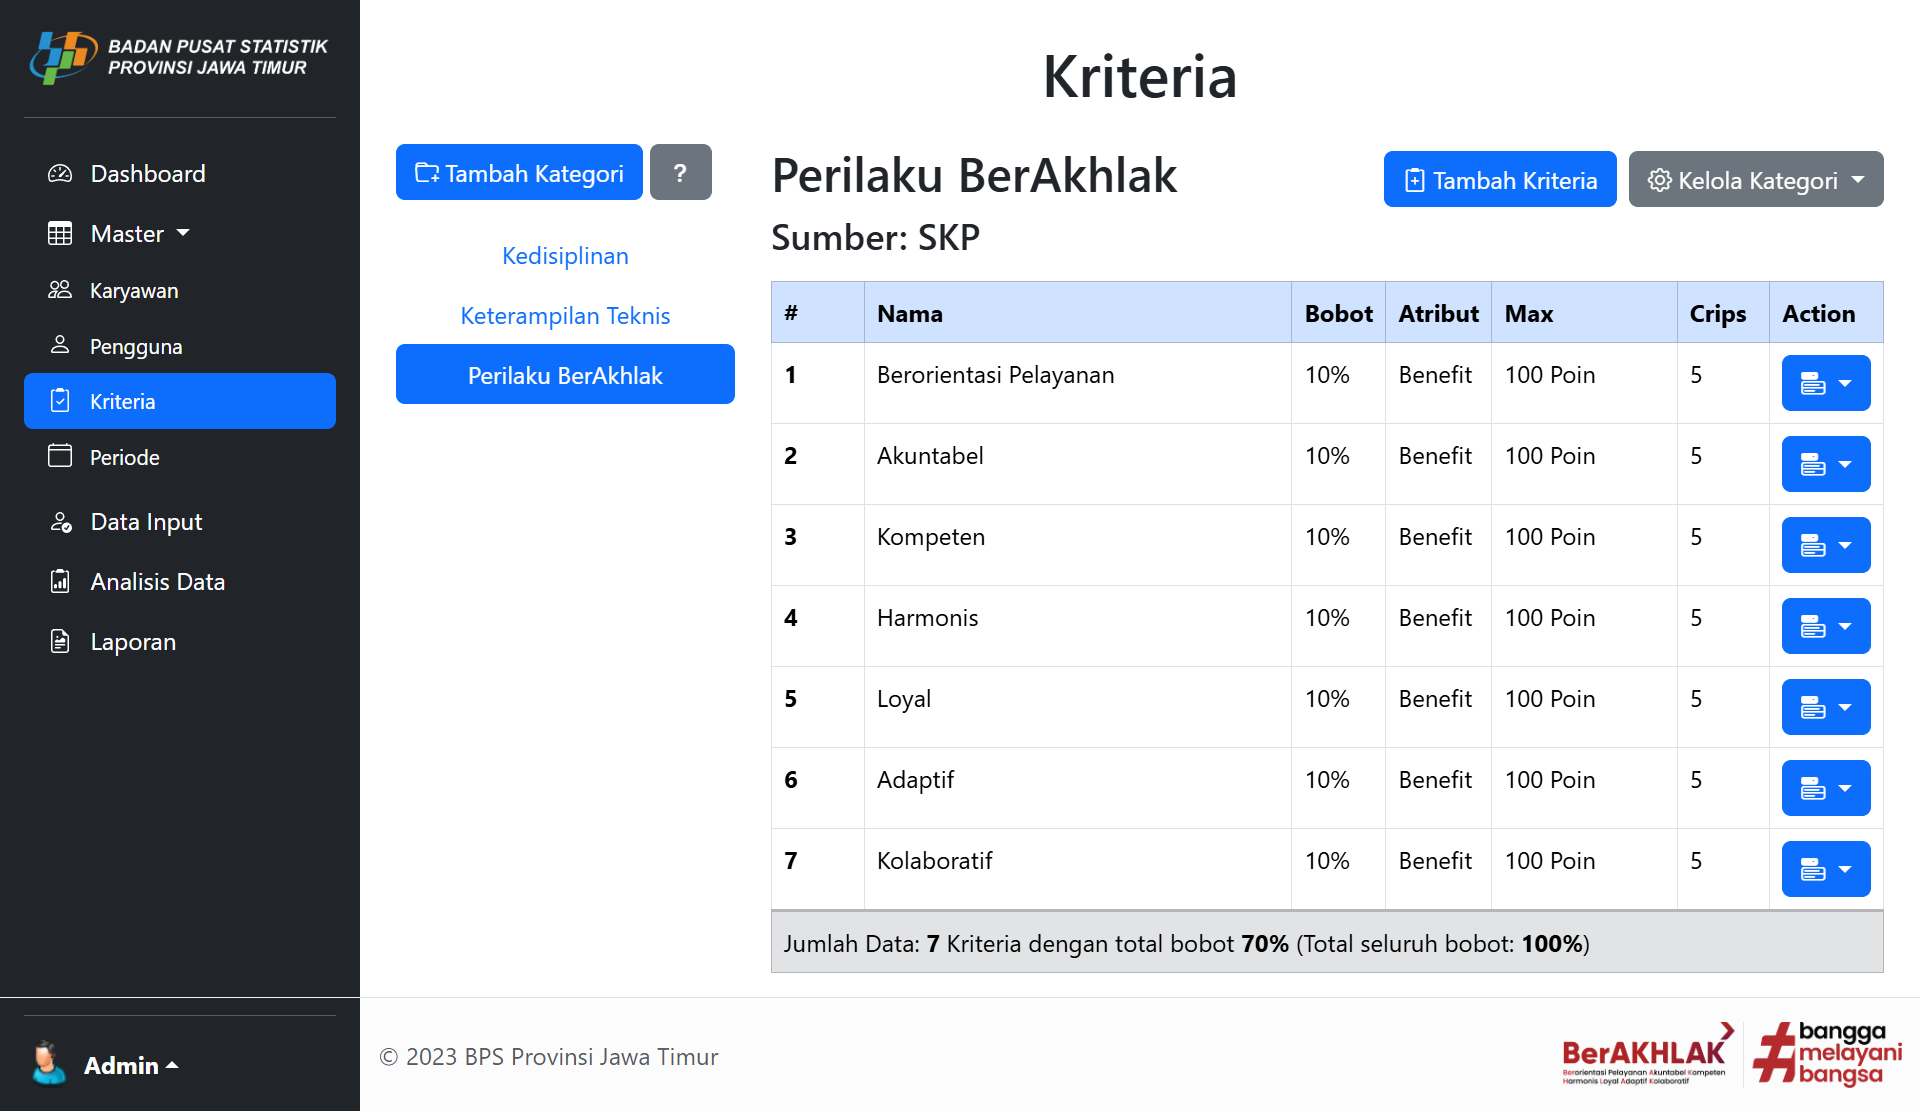 BADAN PUSAT STATISTIK
PROVINSI JAWA TIMUR
Dashboard
Master
Karyawan
Pengguna
Kriteria
Periode
Data Input
Analisis Data
Laporan
Admin
Kriteria
Tambah Kategori
?
Kedisiplinan
Keterampilan Teknis
Perilaku BerAkhlak
Perilaku BerAkhlak
Tambah Kriteria
Kelola Kategori
Sumber: SKP
# Nama Bobot Atribut Max Crips Action
1 Berorientasi Pelayanan 10% Benefit 100 Poin 5
2 Akuntabel 10% Benefit 100 Poin 5
3 Kompeten 10% Benefit 100 Poin 5
4 Harmonis 10% Benefit 100 Poin 5
5 Loyal 10% Benefit 100 Poin 5
6 Adaptif 10% Benefit 100 Poin 5
7 Kolaboratif 10% Benefit 100 Poin 5
Jumlah Data: 7 Kriteria dengan total bobot 70% (Total seluruh bobot: 100%)
© 2023 BPS Provinsi Jawa Timur
BerAKHLAK
Berorientasi Pelayanan Akuntabel Kompeten
Harmonis Loyal Adaptif Kolaboratif
#bangga
melayani
bangsa